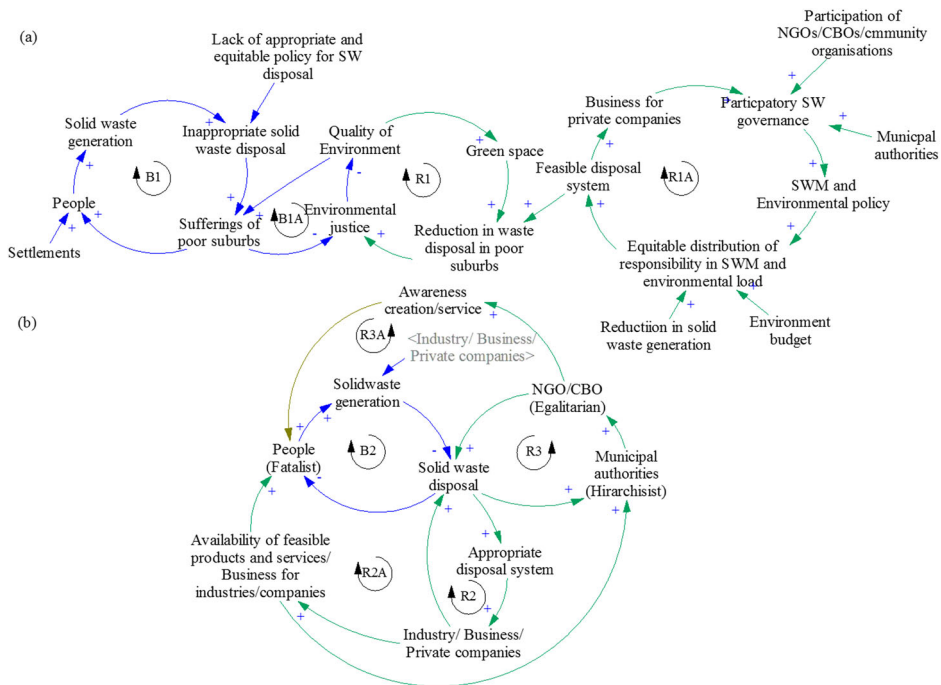 (a)
Lack of appropriate and
equitable policy for SW
disposal
Participation of
NGOs/CBOs/cmmunity
organisations
Solid waste
generation
Inappropriate solid
waste disposal
Quality of
Environment
Green space
Business for
private companies
Particpatory SW
governance
Municpal
authorities
B1
R1
Feasible disposal
system
R1A
People
Settlements
Sufferings of
poor suburbs
B1A
Environmental
justice
Reduction in waste
disposal in poor
suburbs
SWM and
Environmental policy
Equitable distribution of
responsibility in SWM and
environmental load
Reductiion in solid
waste generation
Environment
budget
(b)
Awareness
creation/service
R3A
<Industry/ Business/
Private companies>
Solidwaste
generation
NGO/CBO
(Egalitarian)
People
(Fatalist)
B2
Solid waste
disposal
R3
Municipal
authorities
(Hirarchisist)
Availability of feasible
products and services/
Business for
industries/companies
R2A
Appropriate
disposal system
R2
Industry/ Business/
Private companies